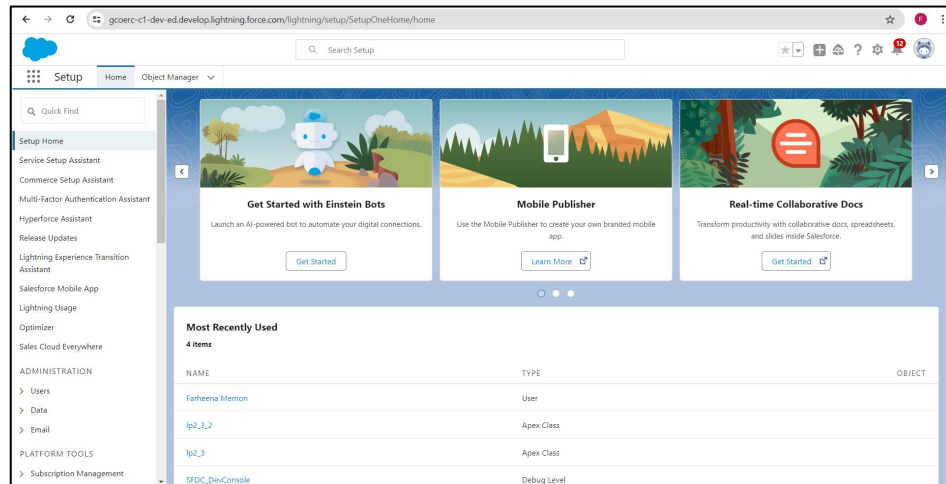 gcoerc-c1-dev-ed.develop.lightning.force.com/lightning/setup/SetupOneHome/home
F
Search Setup
12
Setup
Home
Object Manager
Quick Find
Setup Home
Service Setup Assistant
Commerce Setup Assistant
Multi-Factor Authentication Assistant
Hyperforce Assistant
Release Updates
Lightning Experience Transition
Assistant
Salesforce Mobile App
Lightning Usage
Optimizer
Sales Cloud Everywhere
ADMINISTRATION
Users
Data
Email
PLATFORM TOOLS
Subscription Management
Get Started with Einstein Bots
Launch an AI-powered bot to automate your digital connections.
Get Started
Mobile Publisher
Use the Mobile Publisher to create your own branded mobile
app.
Learn More
Real-time Collaborative Docs
Transform productivity with collaborative docs, spreadsheets,
and slides inside Salesforce.
Get Started
Most Recently Used
4 items
NAME TYPE OBJECT
Farheena Memon User
lp2_3_2 Apex Class
lp2_3 Apex Class
SFDC_DevConsole Debug Level